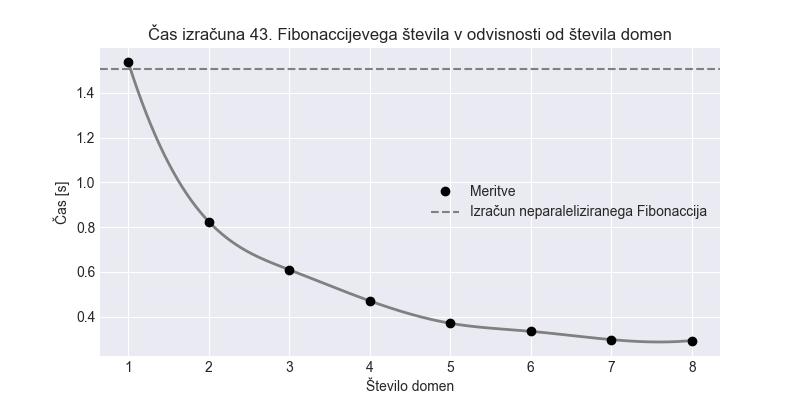 Čas izračuna 43. Fibonaccijevega števila v odvisnosti od števila domen
Čas [s]
1.4
1.2
1.0
0.8
0.6
0.4
Meritve
Izračun neparaleliziranega Fibonaccija
1 2 3 4 5 6 7 8
Število domen